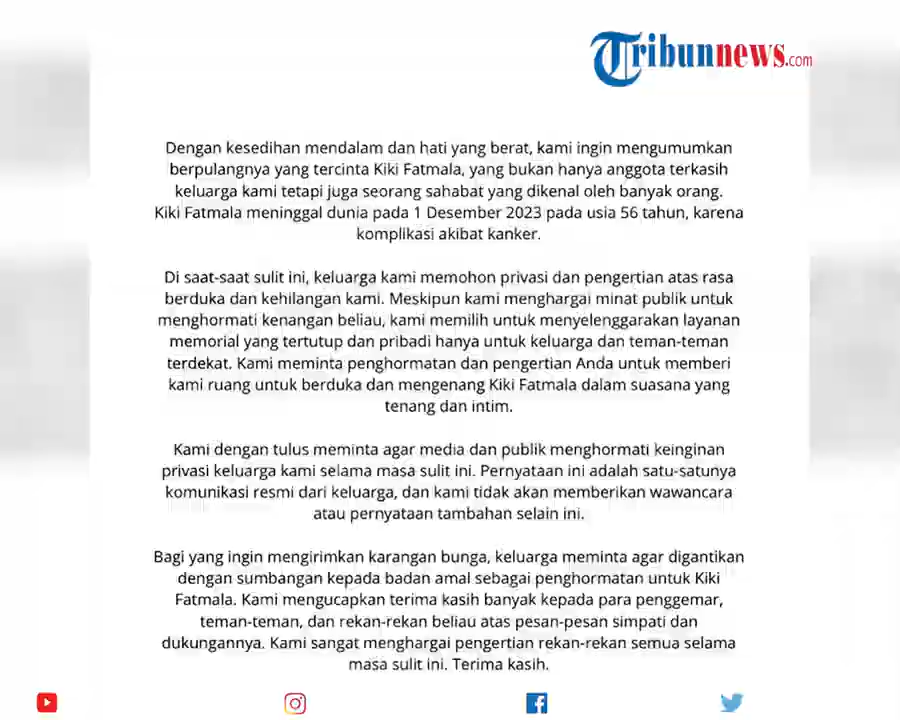 Tribunnews.com
Dengan kesedihan mendalam dan hati yang berat, kami ingin mengumumkan
berpulangnya yang tercinta Kiki Fatmala, yang bukan hanya anggota terkasih
keluarga kami tetapi juga seorang sahabat yang dikenal oleh banyak orang.
Kiki Fatmala meninggal dunia pada 1 Desember 2023 pada usia 56 tahun, karena
komplikasi akibat kanker.
Di saat-saat sulit ini, keluarga kami memohon privasi dan pengertian atas rasa
berduka dan kehilangan kami. Meskipun kami menghargai minat publik untuk
menghormati kenangan beliau, kami memilih untuk menyelenggarakan layanan
memorial yang tertutup dan pribadi hanya untuk keluarga dan teman-teman
terdekat. Kami meminta penghormatan dan pengertian Anda untuk memberi
kami ruang untuk berduka dan mengenang Kiki Fatmala dalam suasana yang
tenang dan intim.
Kami dengan tulus meminta agar media dan publik menghormati keinginan
privasi keluarga kami selama masa sulit ini. Pernyataan ini adalah satu-satunya
komunikasi resmi dari keluarga, dan kami tidak akan memberikan wawancara
atau pernyataan tambahan selain ini.
Bagi yang ingin mengirimkan karangan bunga, keluarga meminta agar digantikan
dengan sumbangan kepada badan amal sebagai penghormatan untuk Kiki
Fatmala. Kami mengucapkan terima kasih banyak kepada para penggemar,
teman-teman, dan rekan-rekan beliau atas pesan-pesan simpati dan
dukungannya. Kami sangat menghargai pengertian rekan-rekan semua selama
masa sulit ini. Terima kasih.